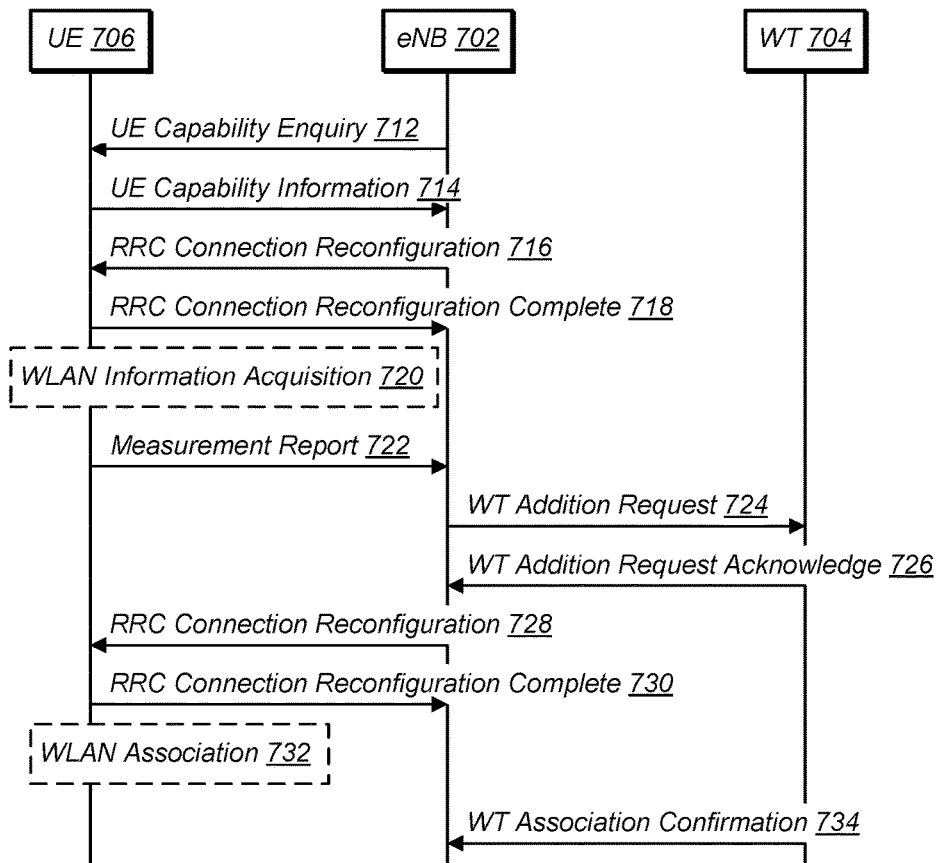 UE 706
eNB 702
WT 704
UE Capability Enquiry 712
UE Capability Information 714
RRC Connection Reconfiguration 716
RRC Connection Reconfiguration Complete 718
WLAN Information Acquisition 720
Measurement Report 722
WT Addition Request 724
WT Addition Request Acknowledge 726
RRC Connection Reconfiguration 728
RRC Connection Reconfiguration Complete 730
WLAN Association 732
WT Association Confirmation 734